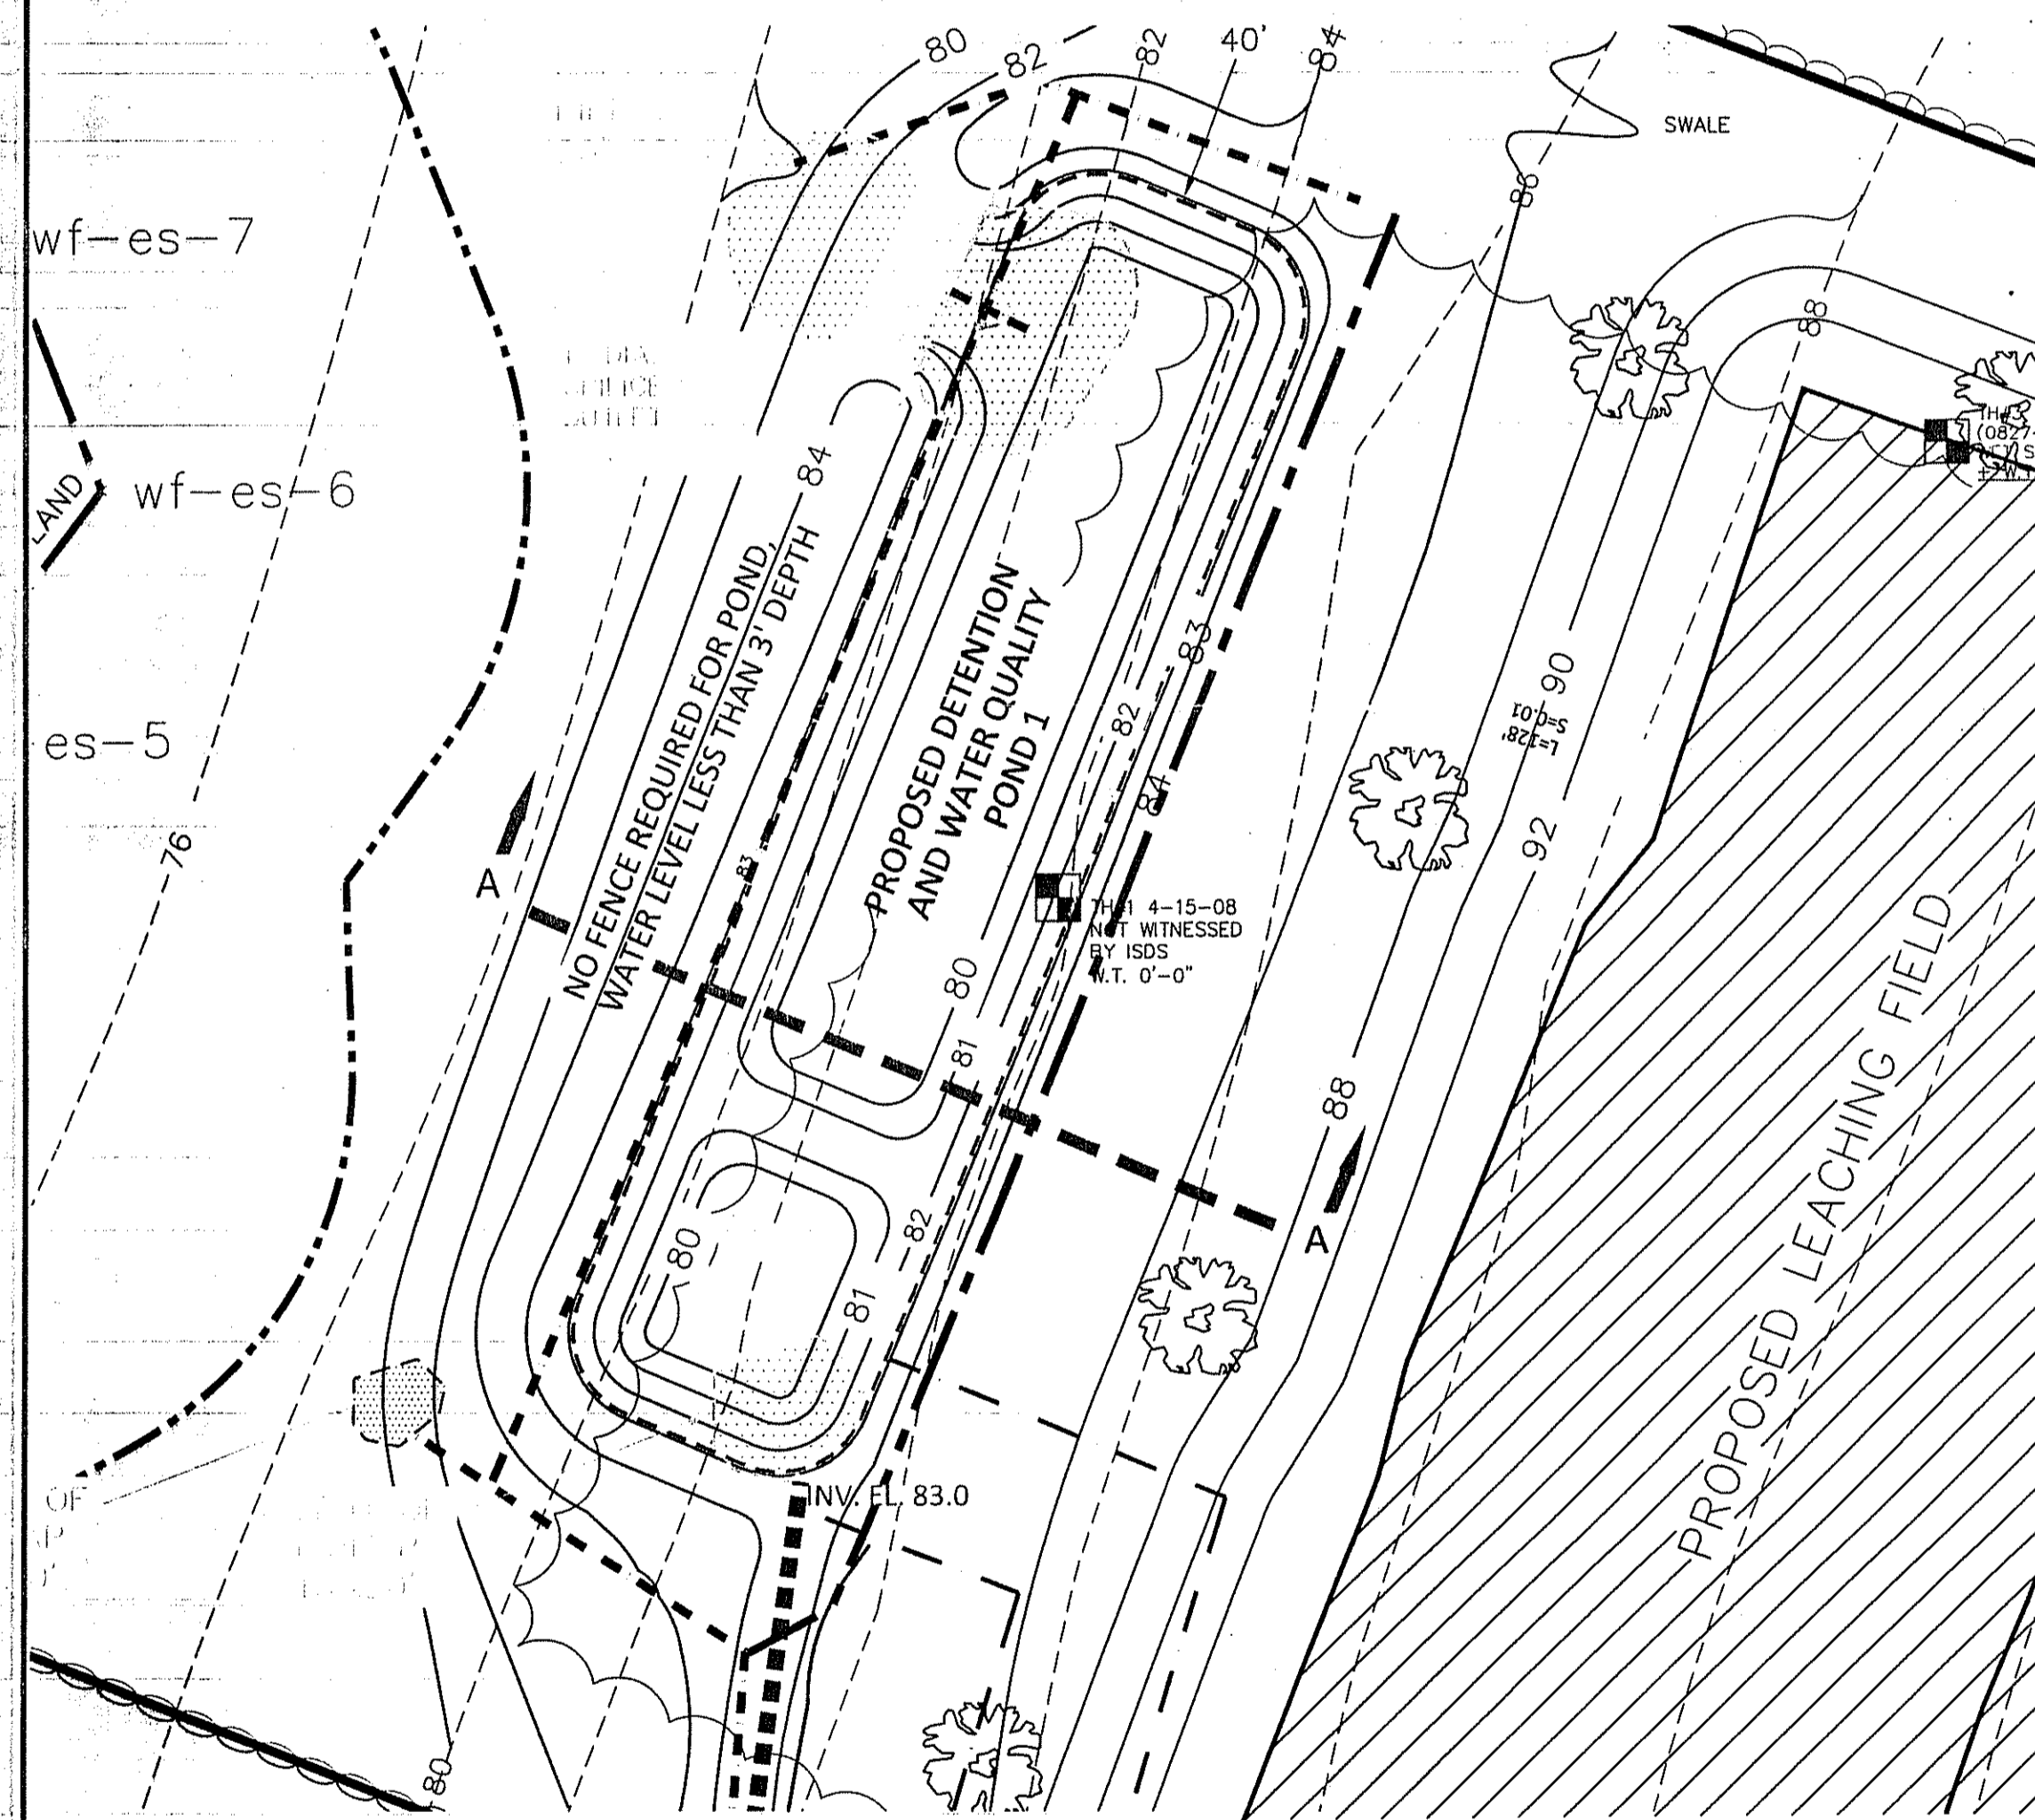 80
82
82
40'
84
SWALE
86
wf-es-7
88
84
LAND
wf-es-6
NO FENCE REQUIRED FOR POND,
WATER LEVEL LESS THAN 3' DEPTH
PROPOSED DETENTION
AND WATER QUALITY
POND 1
83
82
84
90
L=128'
S=0.01
92
es-5
76
83
A
TH#1 4-15-08
NOT WITNESSED
BY ISDS
W.T. 0'-0"
80
81
88
A
82
80
81
PROPOSED LEACHING FIELD
INV. EL. 83.0
OF
80